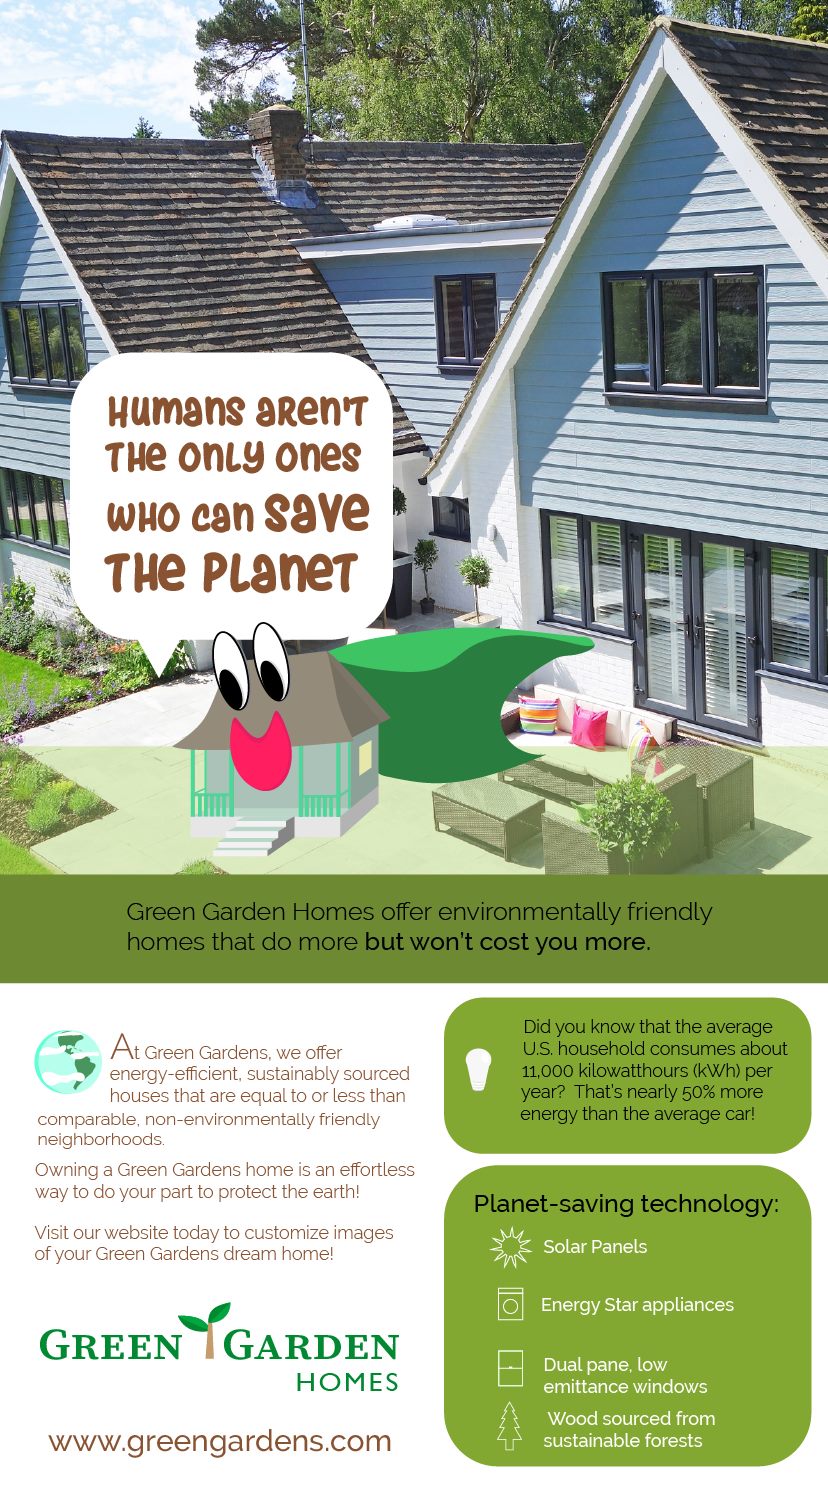 Humans aren't
the only ones
who can save
the planet
Green Garden Homes offer environmentally friendly
homes that do more but won't cost you more.
At Green Gardens, we offer
energy-efficient, sustainably sourced
houses that are equal to or less than
comparable, non-environmentally friendly
neighborhoods.
Owning a Green Gardens home is an effortless
way to do your part to protect the earth!
Visit our website today to customize images
of your Green Gardens dream home!
GREEN GARDEN
HOMES
www.greengardens.com
Did you know that the average
U.S. household consumes about
11,000 kilowatthours (kWh) per
year? That's nearly 50% more
energy than the average car!
Planet-saving technology:
Solar Panels
Energy Star appliances
Dual pane, low
emittance windows
Wood sourced from
sustainable forests